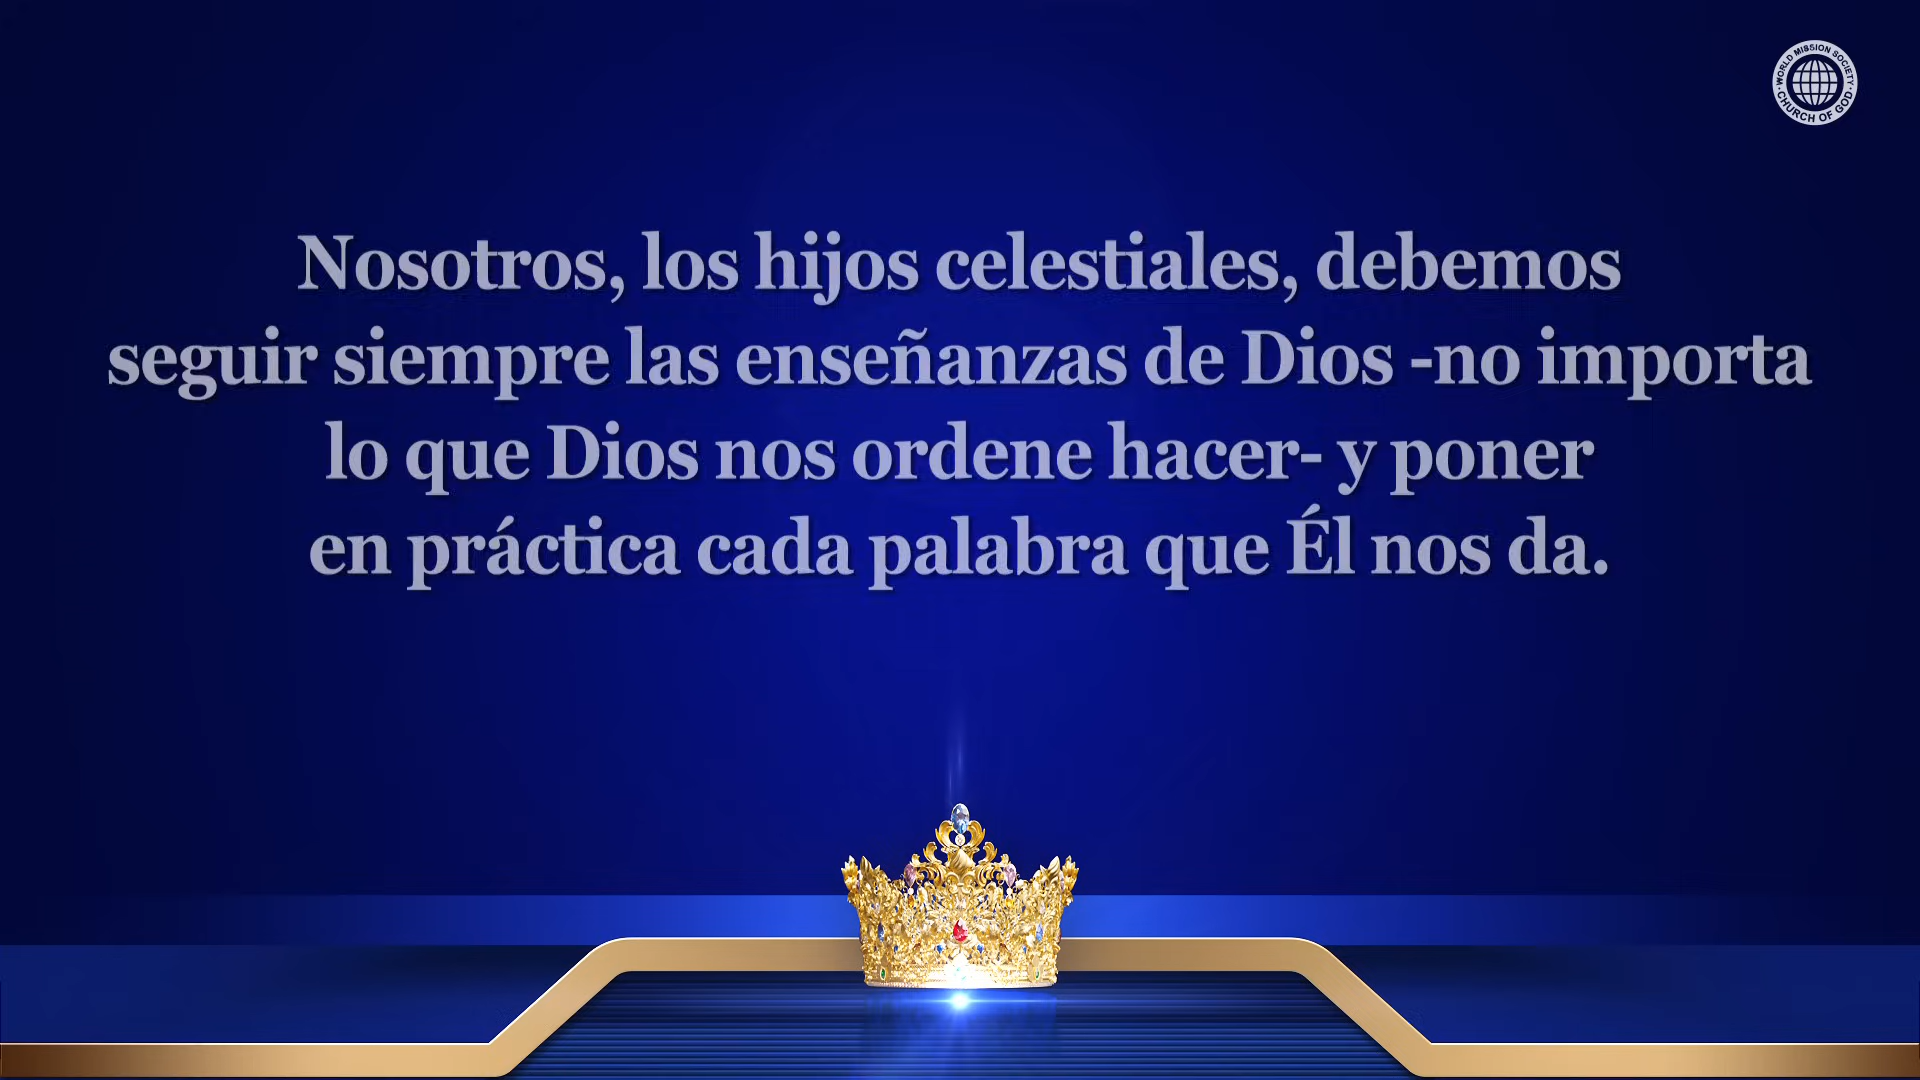 WORLD MISSION SOCIETY
CHURCH OF GOD
Nosotros, los hijos celestiales, debemos
seguir siempre las enseñanzas de Dios -no importa
lo que Dios nos ordene hacer- y poner
en práctica cada palabra que Él nos da.